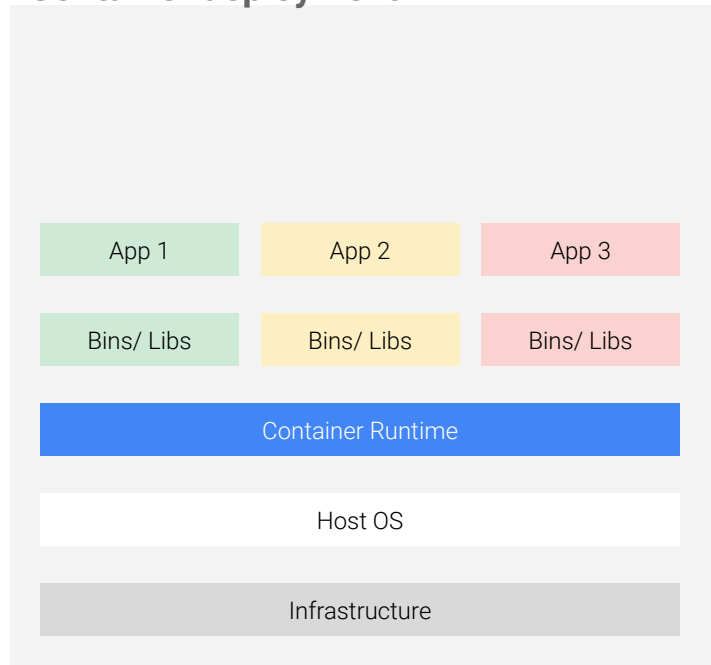 App 1 App 2 App 3
Bins/ Libs Bins/ Libs Bins/ Libs
Container Runtime
Host OS
Infrastructure